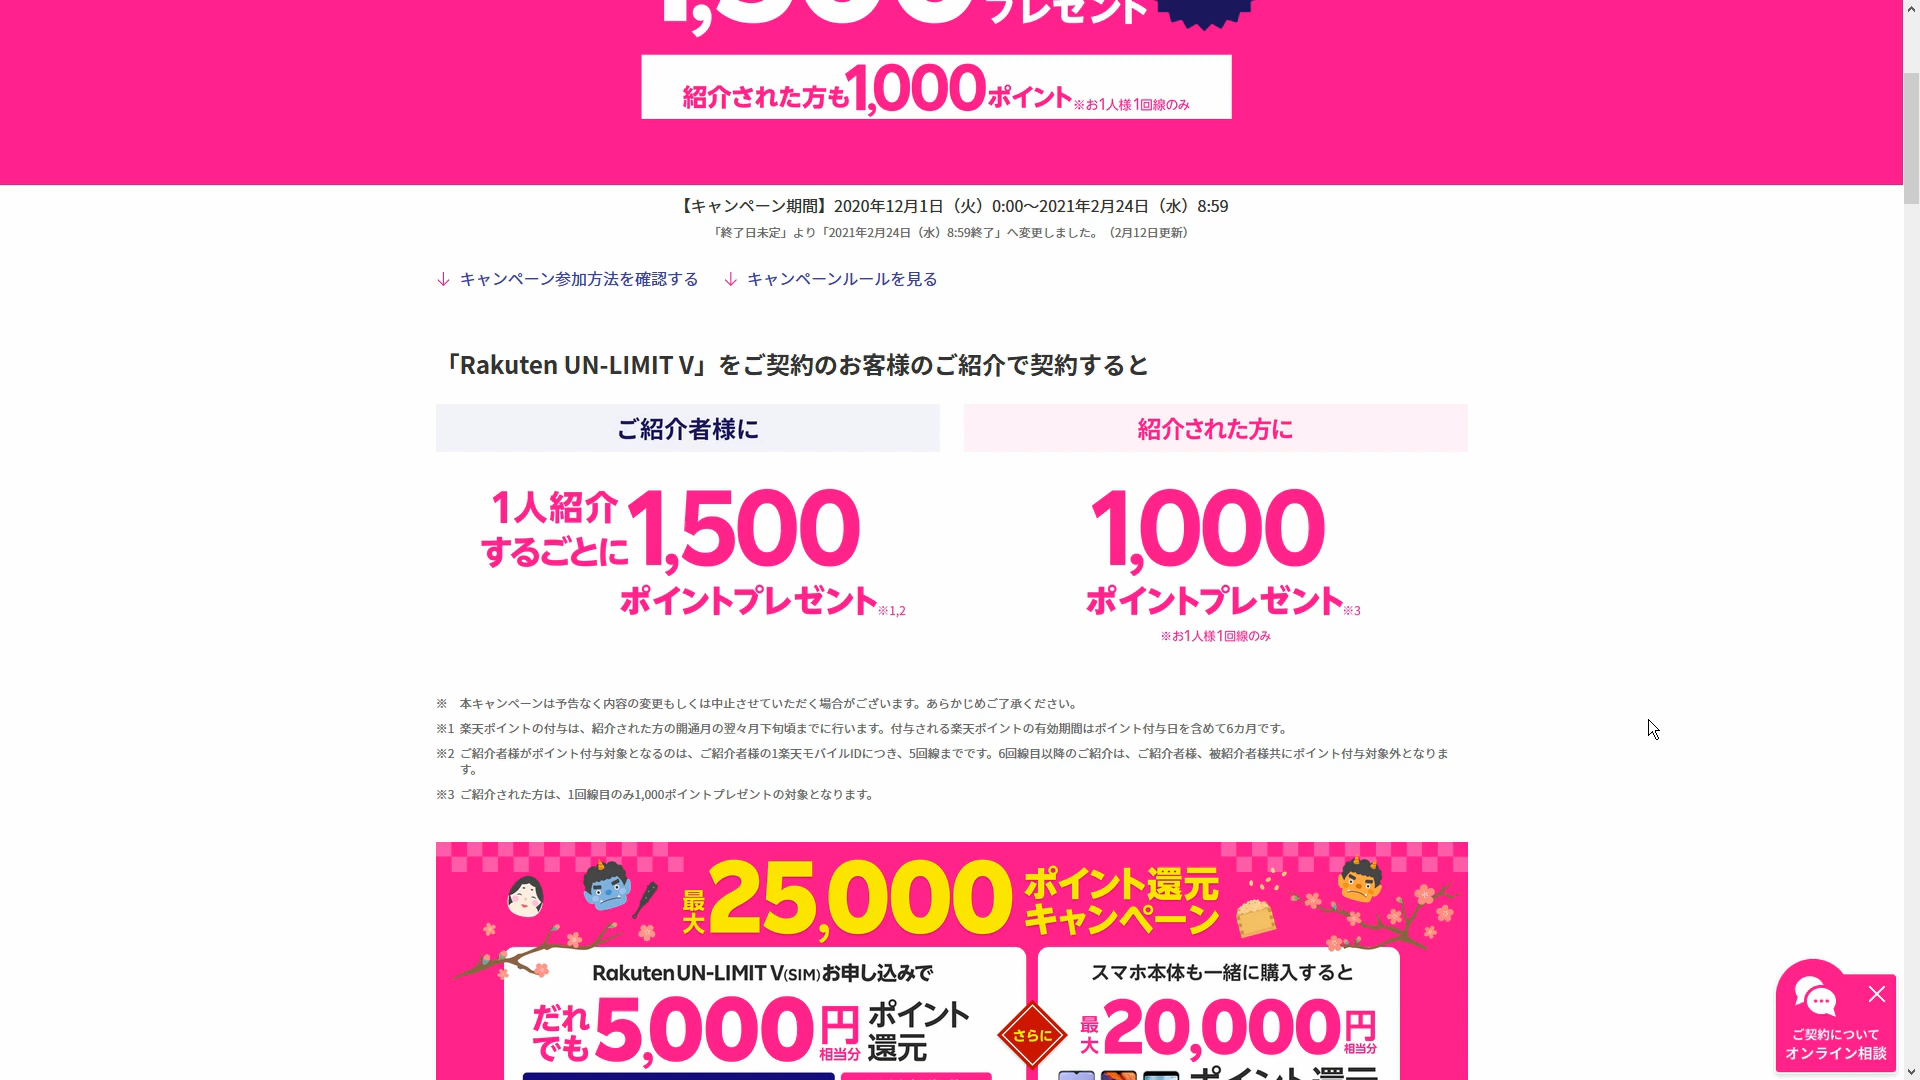 1,500プレゼント
紹介された方も1,000ポイント※お1人様1回線のみ
【キャンペーン期間】2020年12月1日（火）0:00～2021年2月24日（水）8:59
「終了日未定」より「2021年2月24日（水）8:59終了」へ変更しました。（2月12日更新）
↓ キャンペーン参加方法を確認する ↓ キャンペーンルールを見る
「Rakuten UN-LIMIT V」をご契約のお客様のご紹介で契約すると
ご紹介者様に
1人紹介するごとに1,500
ポイントプレゼント※1,2
紹介された方に
1,000
ポイントプレゼント※3
※お1人様1回線のみ
※ 本キャンペーンは予告なく内容の変更もしくは中止させていただく場合がございます。あらかじめご了承ください。
※1 楽天ポイントの付与は、紹介された方の開通月の翌々月下旬頃までに行います。付与される楽天ポイントの有効期間はポイント付与日を含めて6カ月です。
※2 ご紹介者様がポイント付与対象となるのは、ご紹介者様の1楽天モバイルIDにつき、5回線までです。6回線目以降のご紹介は、ご紹介者様、被紹介者様共にポイント付与対象外となりま
す。
※3 ご紹介された方は、1回線目のみ1,000ポイントプレゼントの対象となります。
最大25,000ポイント還元キャンペーン
Rakuten UN-LIMIT V(SIM)お申し込みで
だれでも5,000円相当分ポイント還元
さらに
スマホ本体も一緒に購入すると
最大20,000円相当分
ポイント還元
ご契約について
オンライン相談